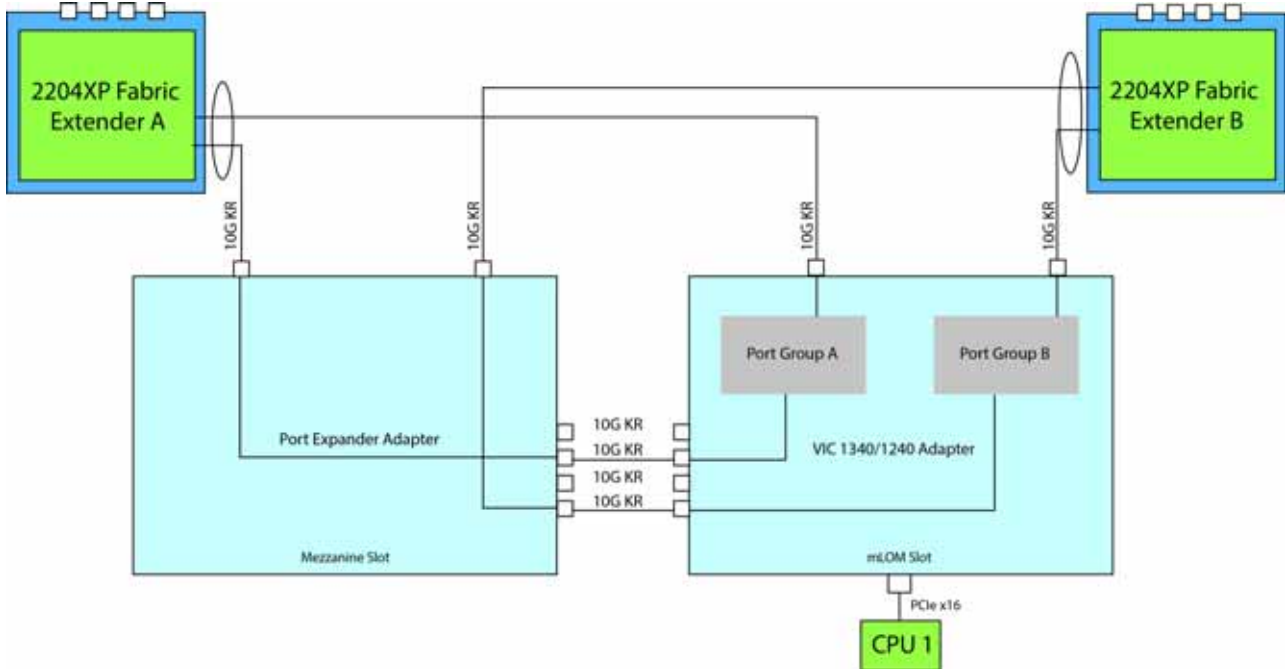 2204XP Fabric
Extender A
2204XP Fabric
Extender B
10G KR
10G KR
10G KR
10G KR
Port Group A
Port Group B
Port Expander Adapter
10G KR
10G KR
10G KR
10G KR
VIC 1340/1240 Adapter
Mezzanine Slot
mLOM Slot
PCIe x16
CPU 1